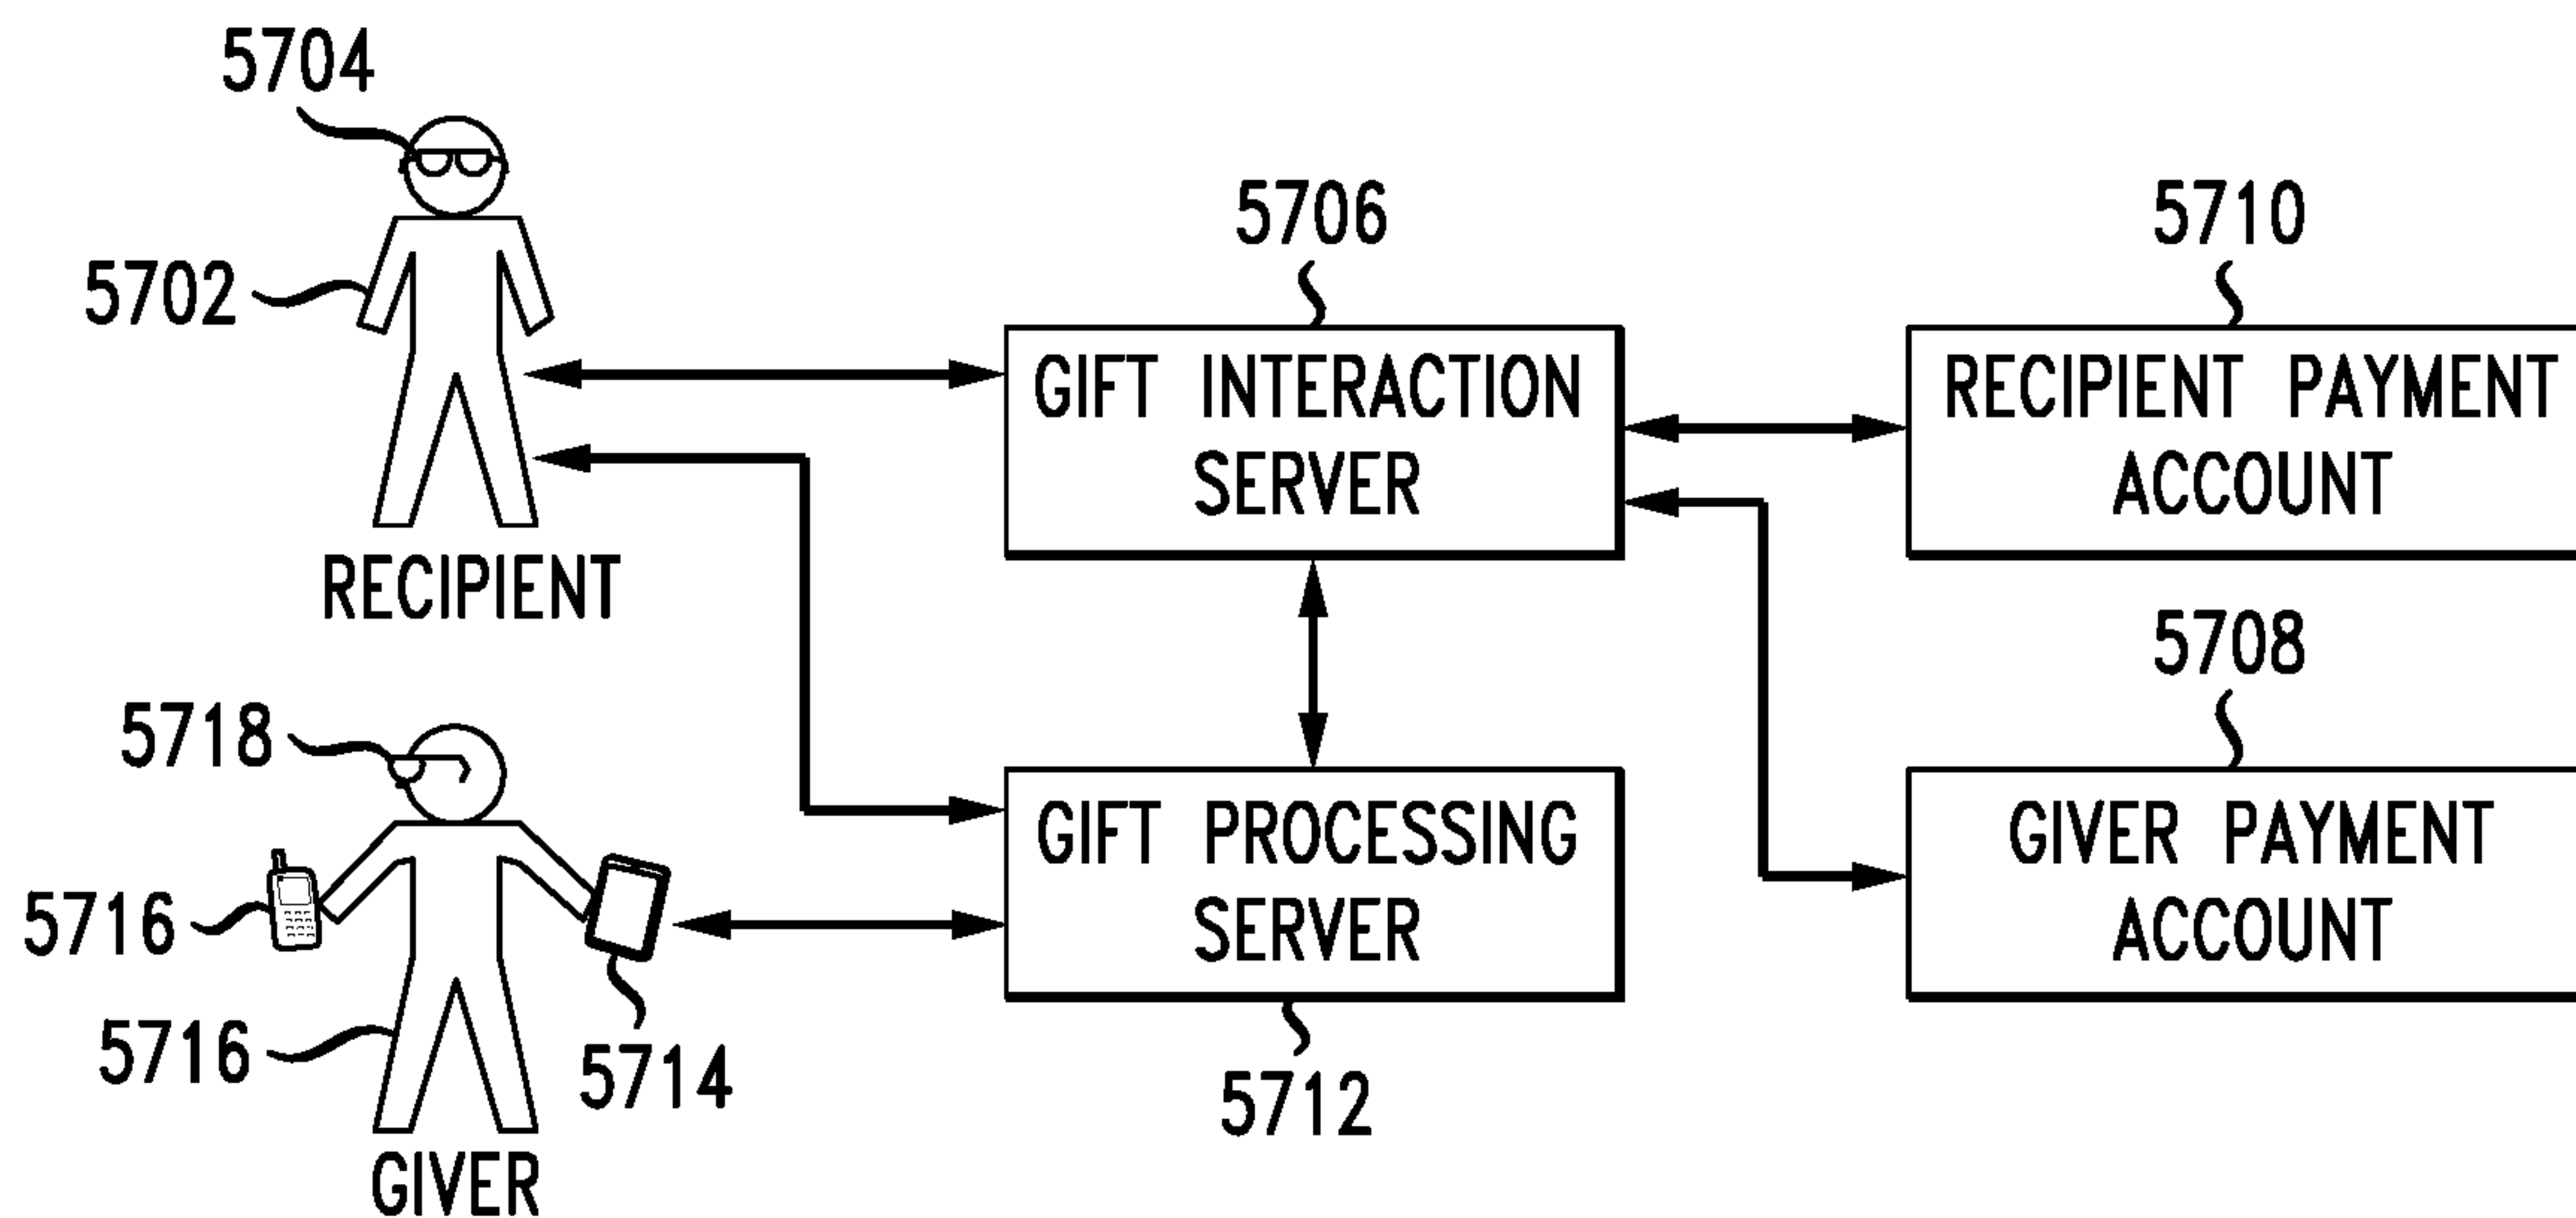 5704
5702
RECIPIENT
5706
GIFT INTERACTION
SERVER
5710
RECIPIENT PAYMENT
ACCOUNT
5718
5716
5716
5714
GIVER
GIFT PROCESSING
SERVER
5712
5708
GIVER PAYMENT
ACCOUNT